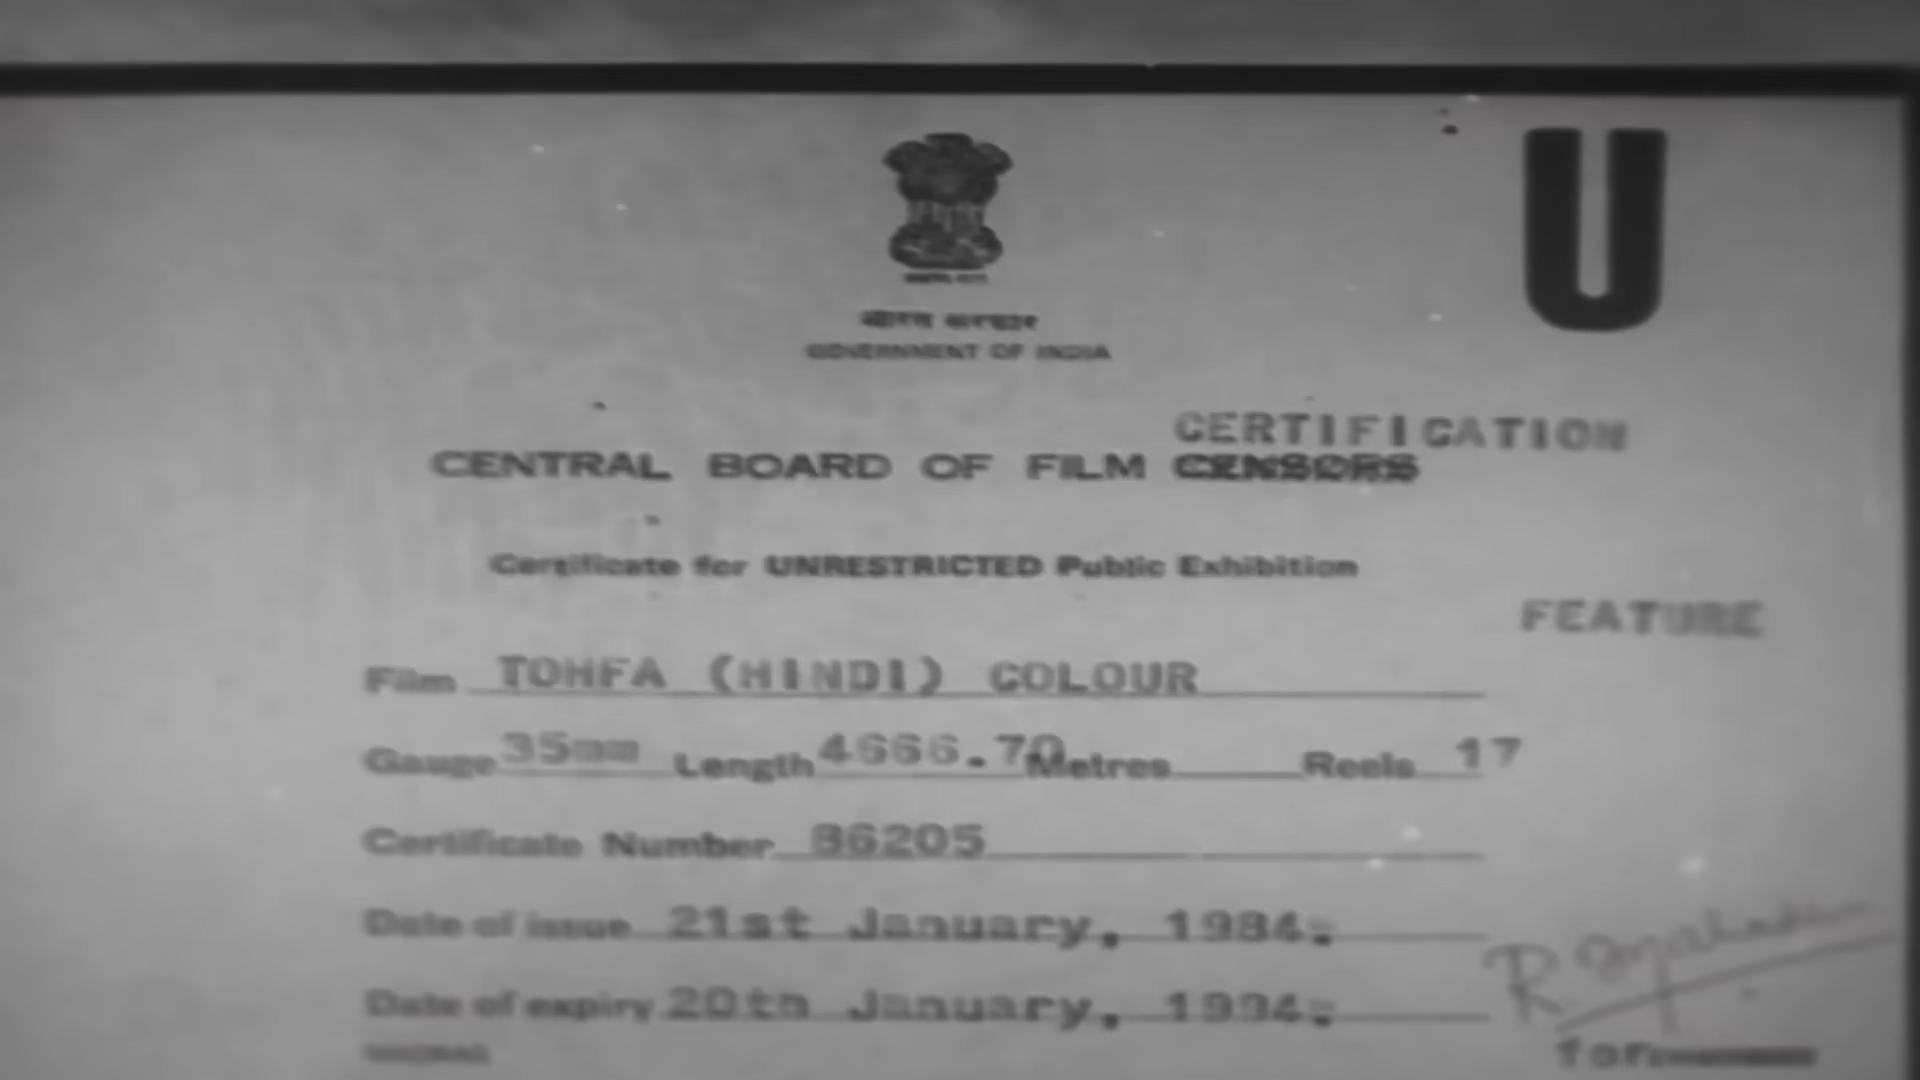 U
भारत सरकार
GOVERNMENT OF INDIA
CERTIFICATION
CENTRAL BOARD OF FILM CENSORS
Certificate for UNRESTRICTED Public Exhibition
FEATURE
Film TOHFA (HINDI) COLOUR
Gauge 35mm Length 4666.70 Metres Reels 17
Certificate Number 86205
Date of issue 21st January, 1984.
Date of expiry 20th January, 1994.
for